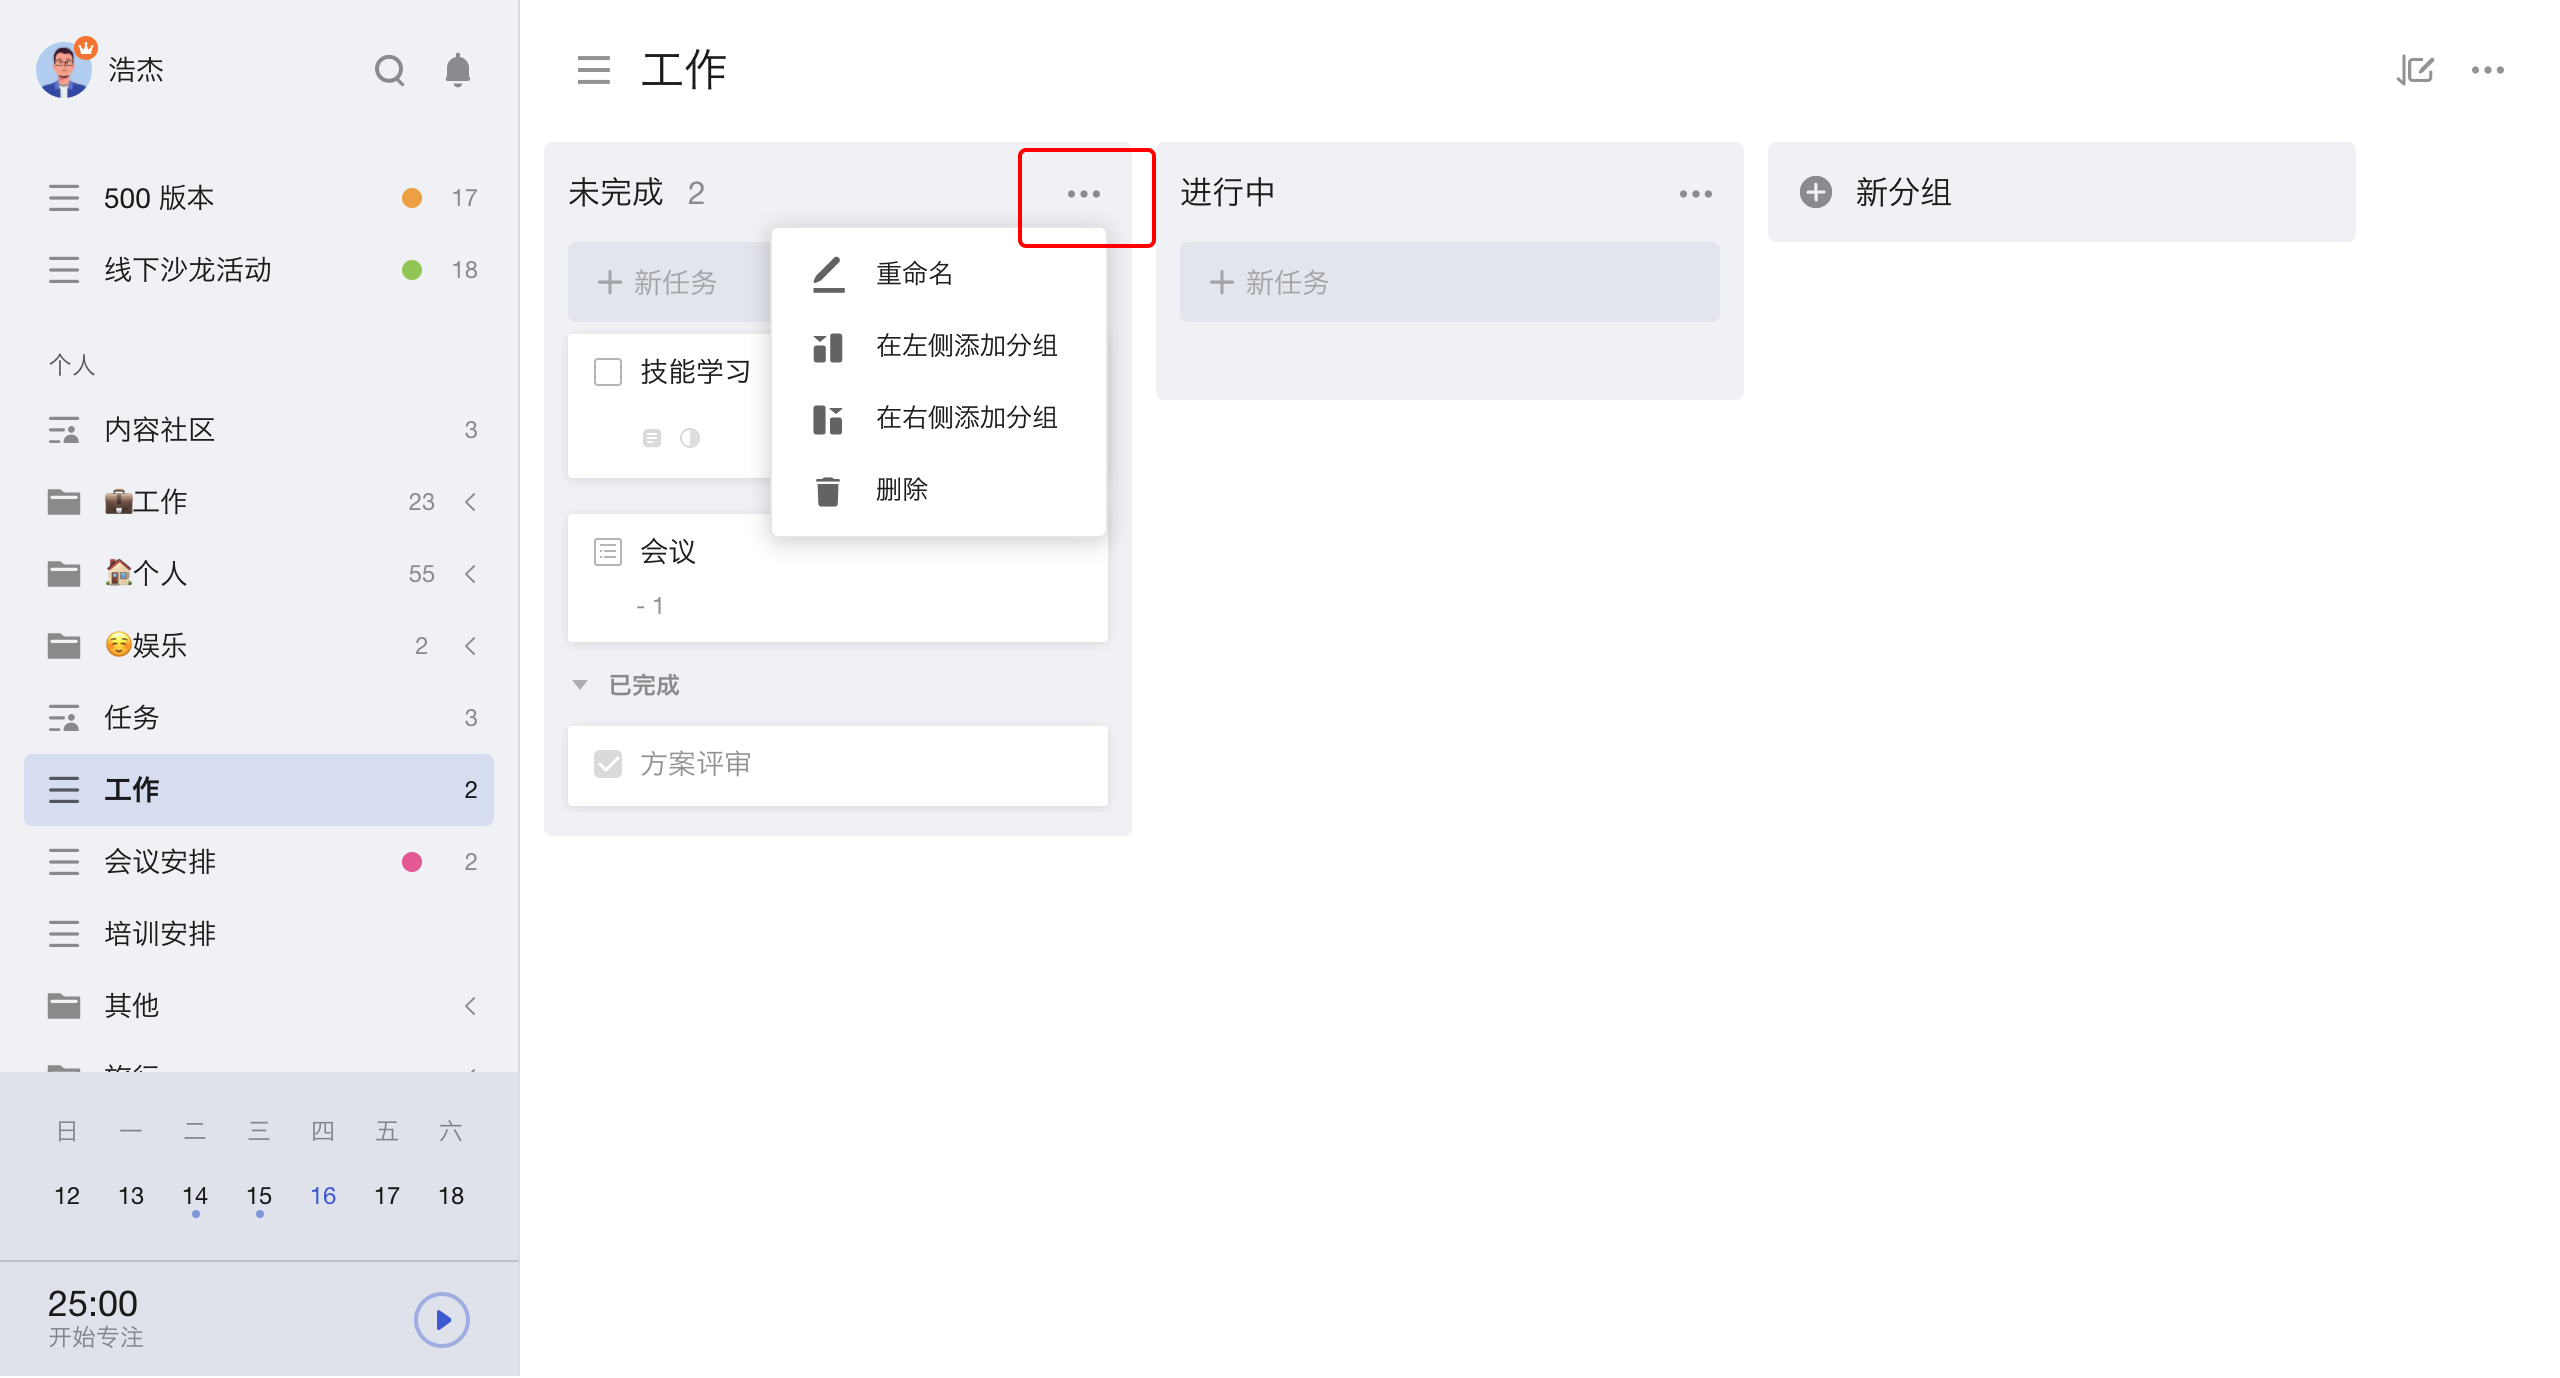 浩杰
500 版本 17
线下沙龙活动 18
个人
内容社区 3
💼工作 23
🏠个人 55
☺️娱乐 2
任务 3
工作 2
会议安排 2
培训安排
其他
日 一 二 三 四 五 六
12 13 14 15 16 17 18
25:00
开始专注
工作
未完成 2
+ 新任务
技能学习
会议
- 1
已完成
方案评审
重命名
在左侧添加分组
在右侧添加分组
删除
进行中
+ 新任务
新分组